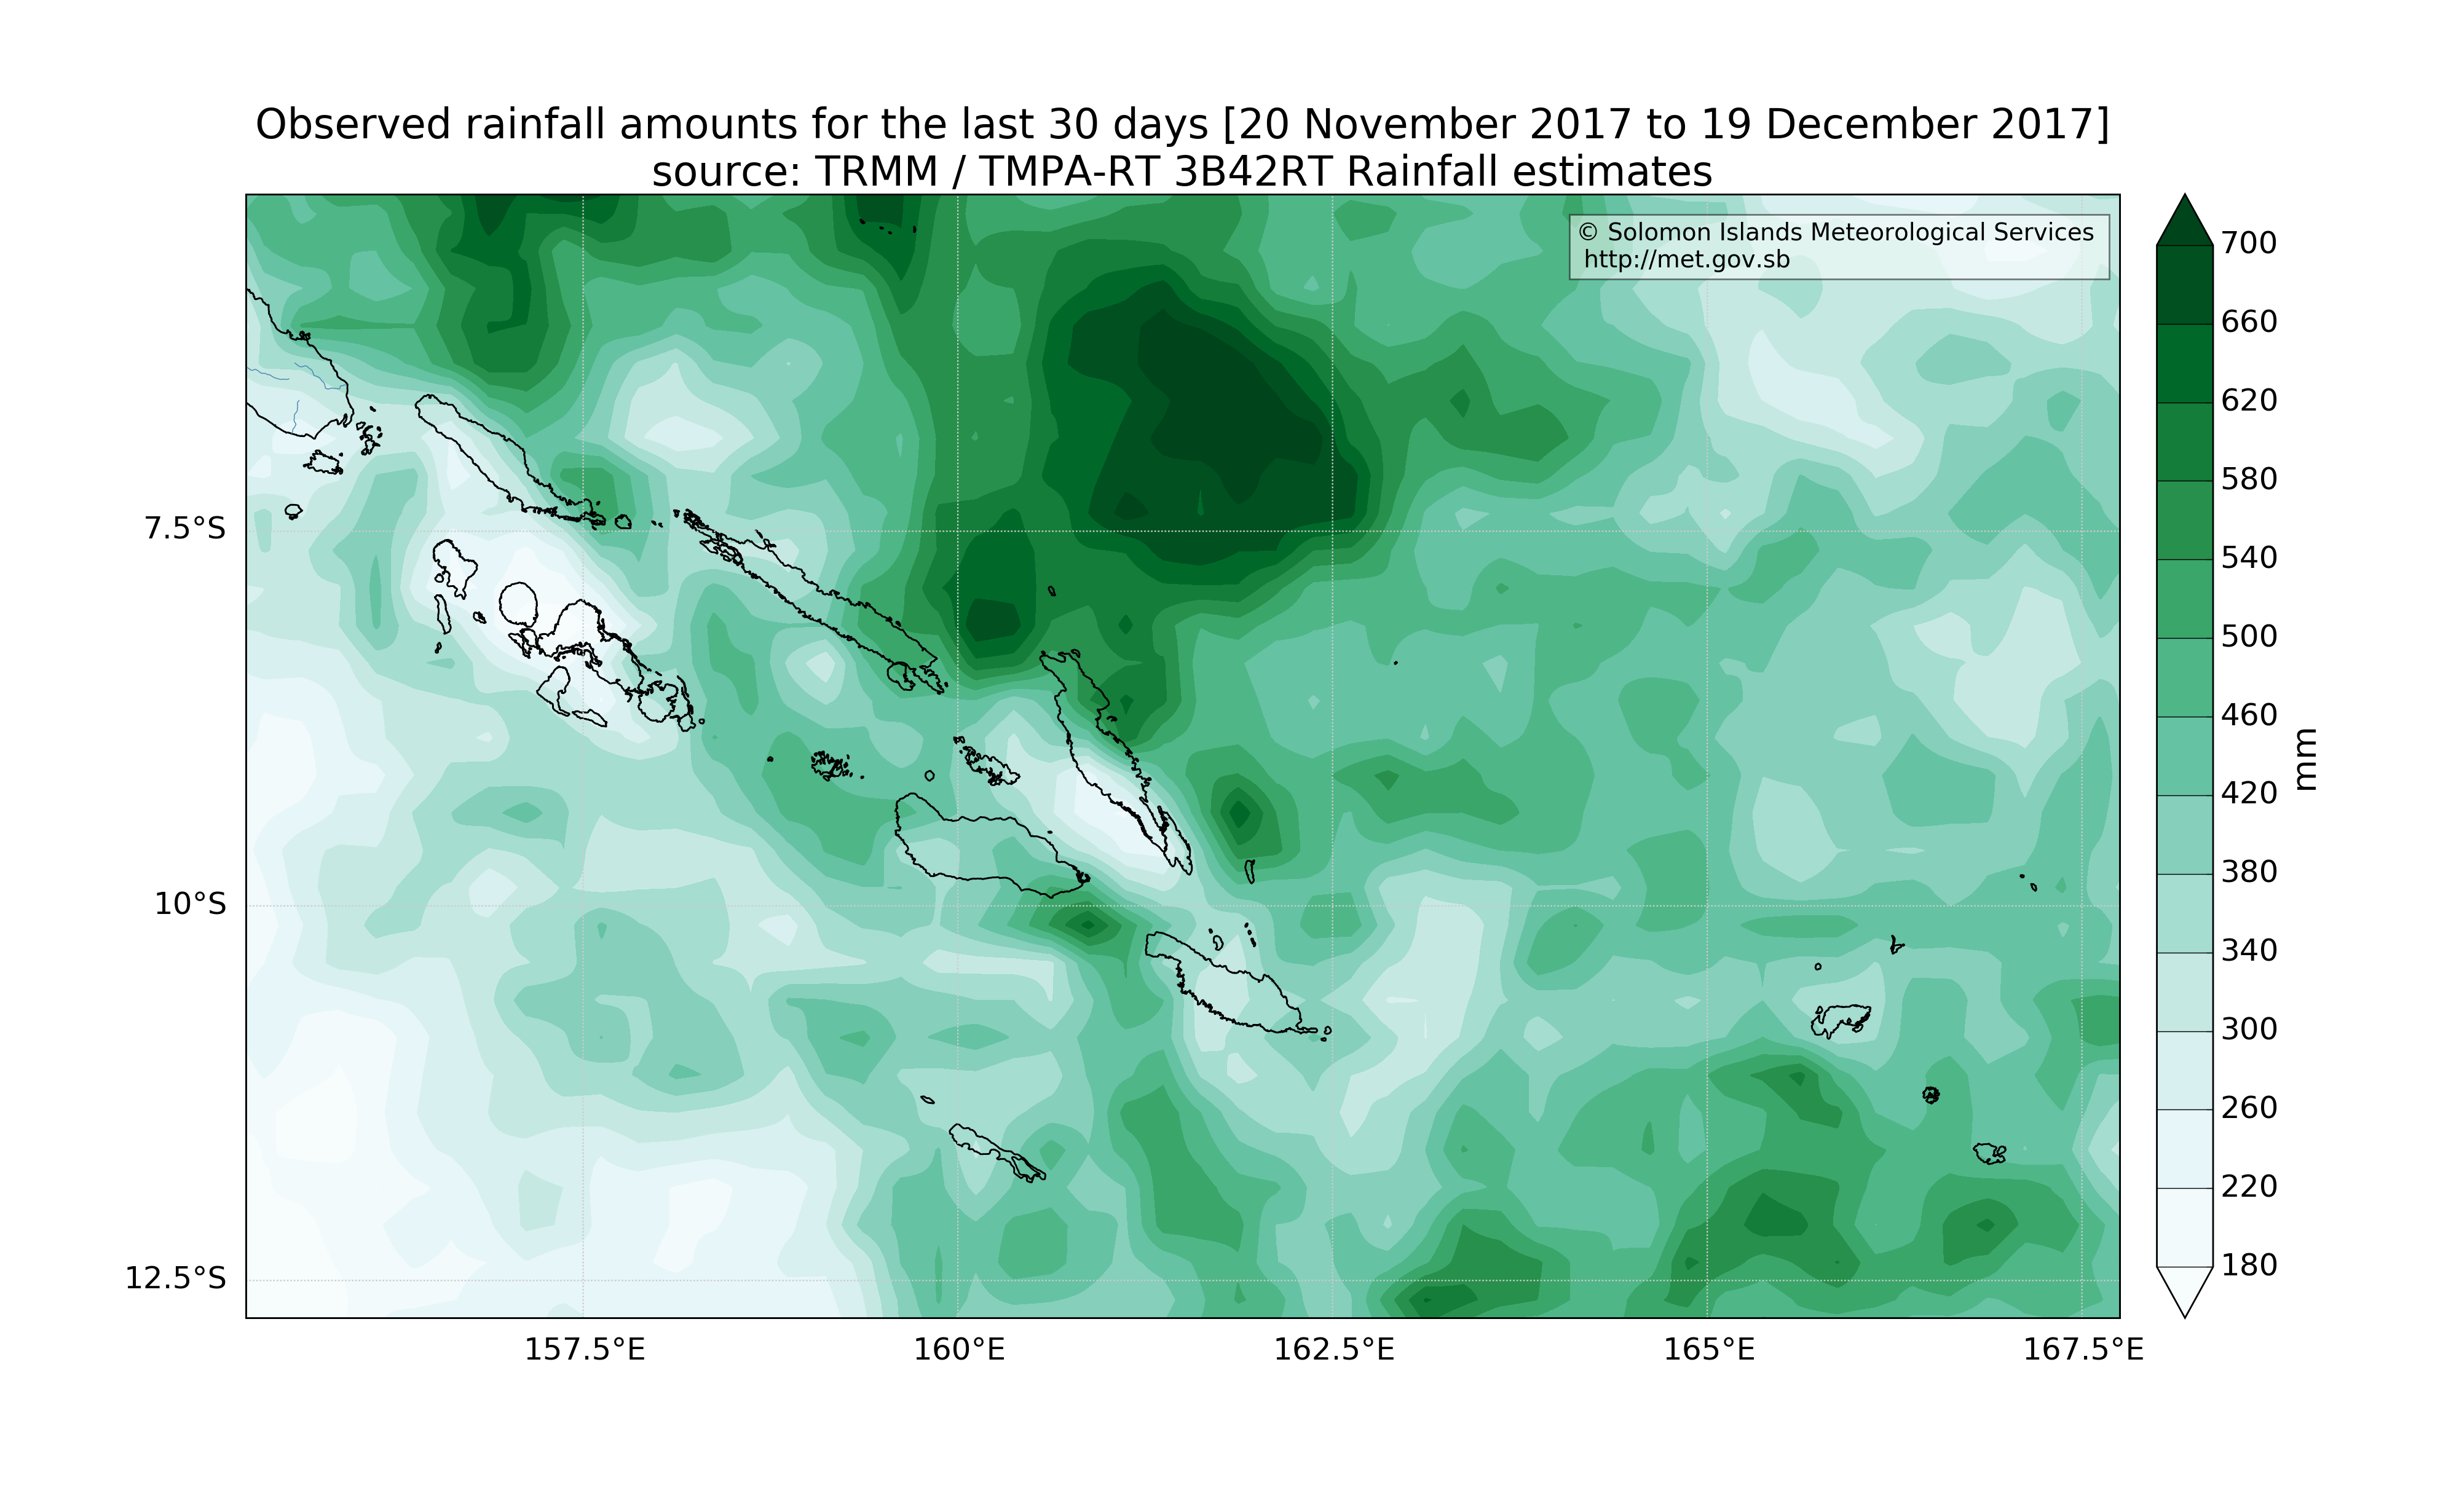 Observed rainfall amounts for the last 30 days [20 November 2017 to 19 December 2017]
source: TRMM / TMPA-RT 3B42RT Rainfall estimates
© Solomon Islands Meteorological Services
http://met.gov.sb
7.5°S
10°S
12.5°S
157.5°E
160°E
162.5°E
165°E
167.5°E
700
660
620
580
540
500
460
420
380
340
300
260
220
180
mm